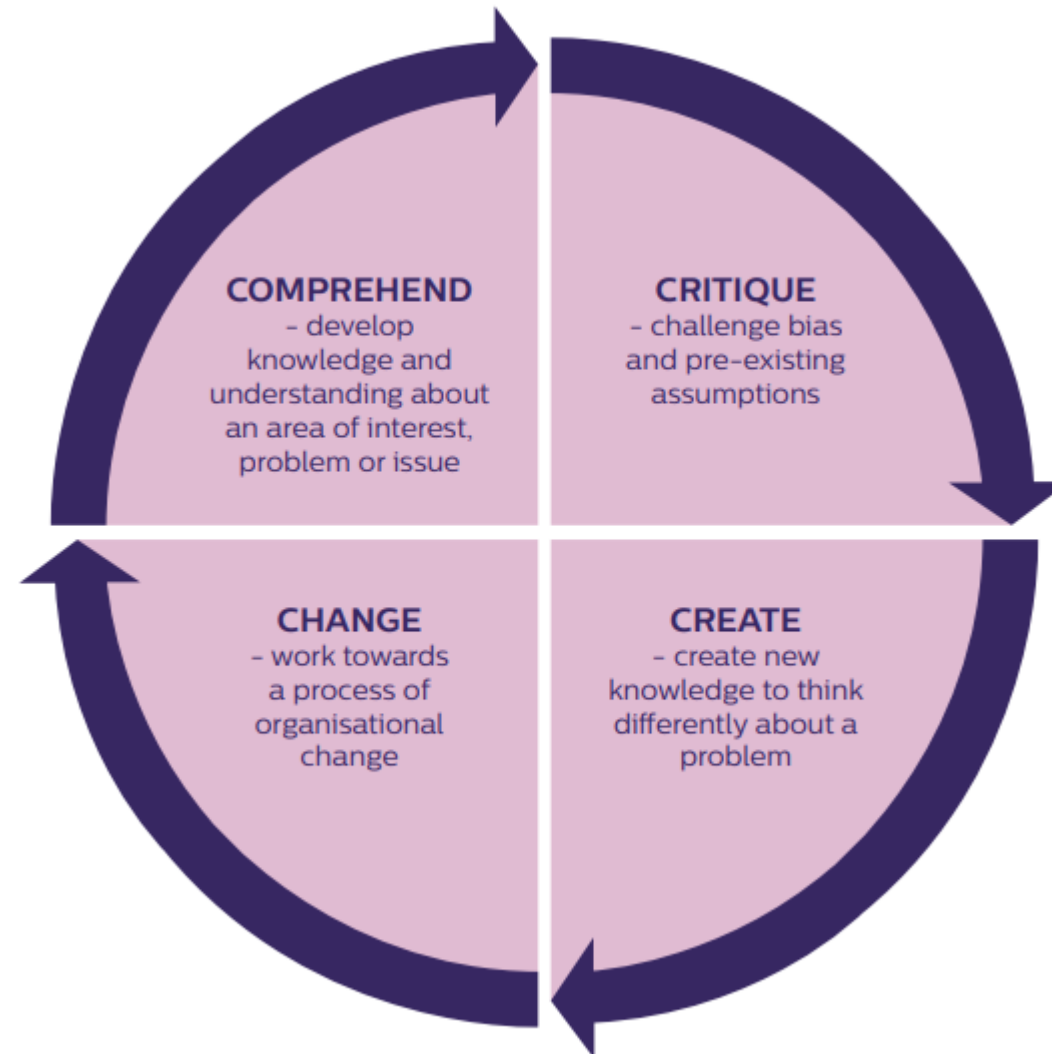 COMPREHEND
- develop
knowledge and
understanding about
an area of interest,
problem or issue
CRITIQUE
- challenge bias
and pre-existing
assumptions
CHANGE
- work towards
a process of
organisational
change
CREATE
- create new
knowledge to think
differently about a
problem